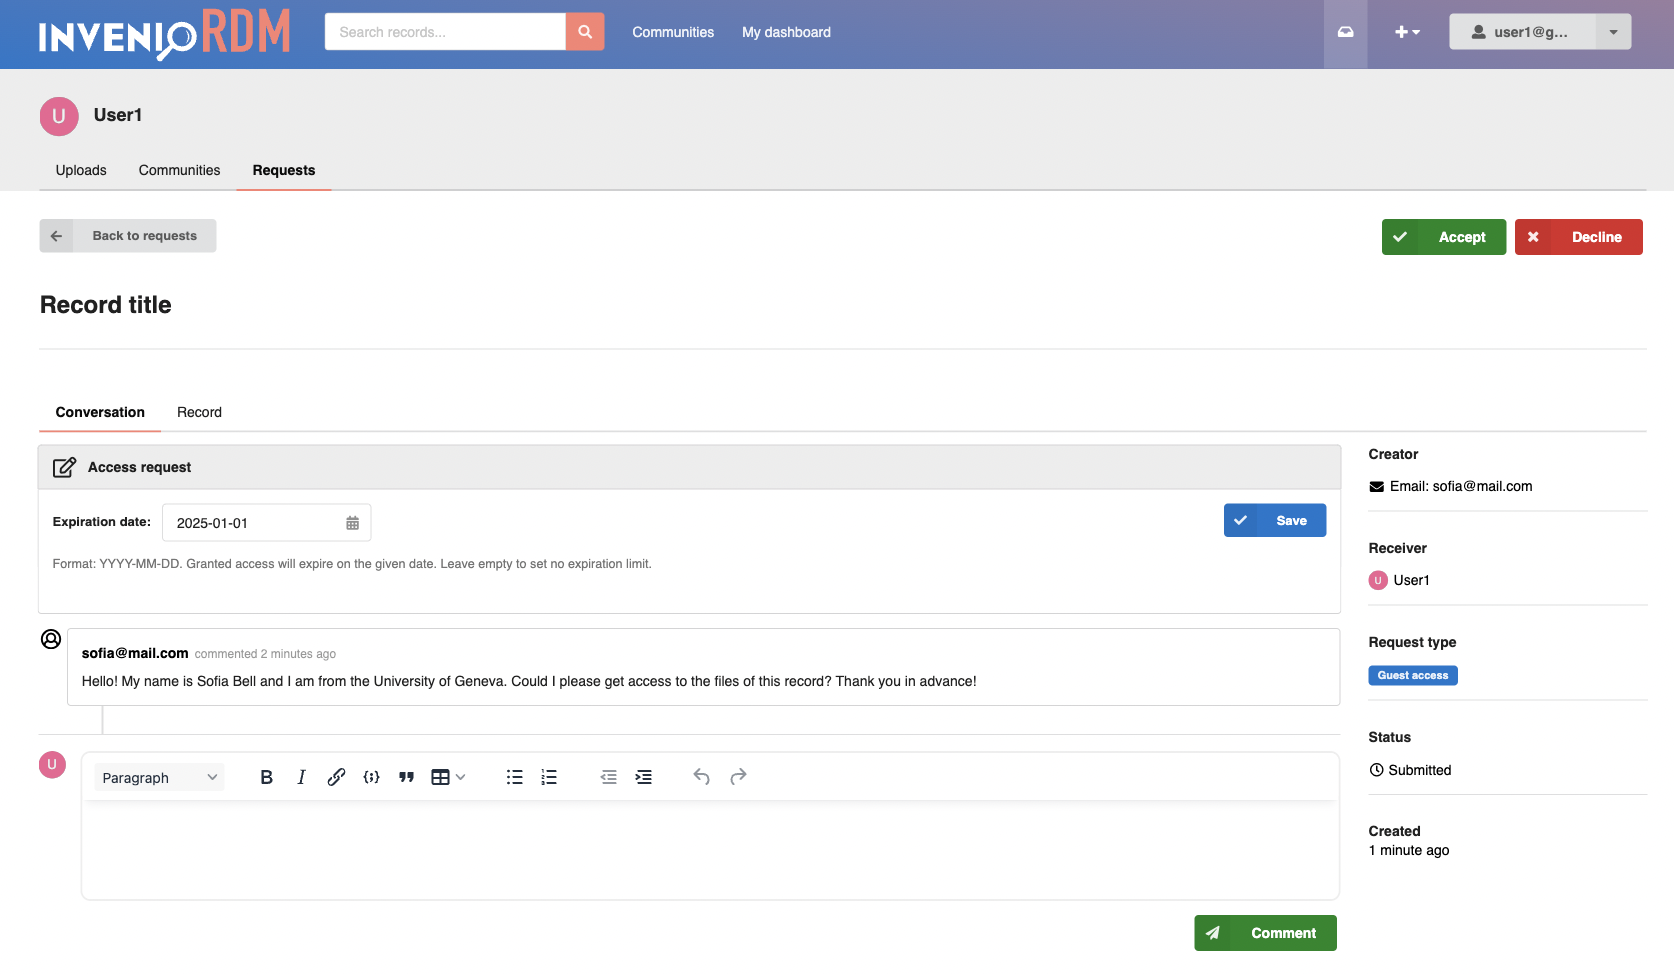 INVENIORDM
Search records...
Communities
My dashboard
user1@g...
U
User1
Uploads
Communities
Requests
Back to requests
Accept
Decline
Record title
Conversation
Record
Access request
Expiration date:
2025-01-01
Save
Format: YYYY-MM-DD. Granted access will expire on the given date. Leave empty to set no expiration limit.
sofia@mail.com commented 2 minutes ago
Hello! My name is Sofia Bell and I am from the University of Geneva. Could I please get access to the files of this record? Thank you in advance!
U
Paragraph
Comment
Creator
Email: sofia@mail.com
Receiver
U User1
Request type
Guest access
Status
Submitted
Created
1 minute ago